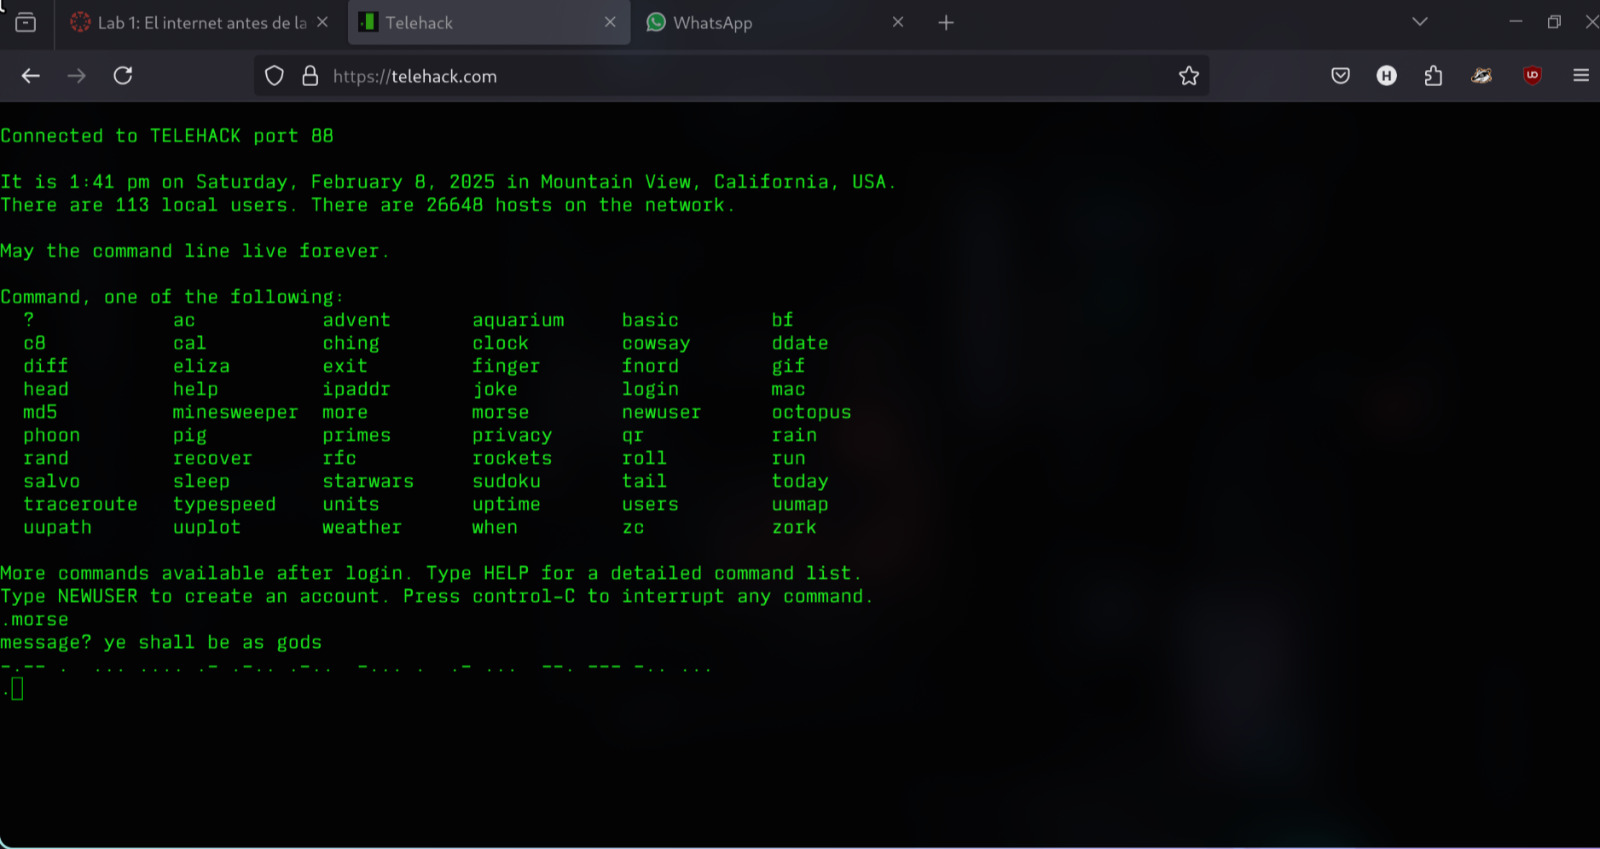 Lab 1: El internet antes de la
Telehack
WhatsApp
https://telehack.com
H
UD
Connected to TELEHACK port 88
It is 1:41 pm on Saturday, February 8, 2025 in Mountain View, California, USA.
There are 113 local users. There are 26648 hosts on the network.
May the command line live forever.
Command, one of the following:
? ac advent aquarium basic bf
c8 cal ching clock cowsay ddate
diff eliza exit finger fnord gif
head help ipaddr joke login mac
md5 minesweeper more morse newuser octopus
phoon pig primes privacy qr rain
rand recover rfc rockets roll run
salvo sleep starwars sudoku tail today
traceroute typespeed units uptime users uumap
uupath uuplot weather when zc zork
More commands available after login. Type HELP for a detailed command list.
Type NEWUSER to create an account. Press control-C to interrupt any command.
.morse
message? ye shall be as gods
-.-- .  ... .... .- .-.. .-..  -... .  .- ...  --. --- -.. ...
.